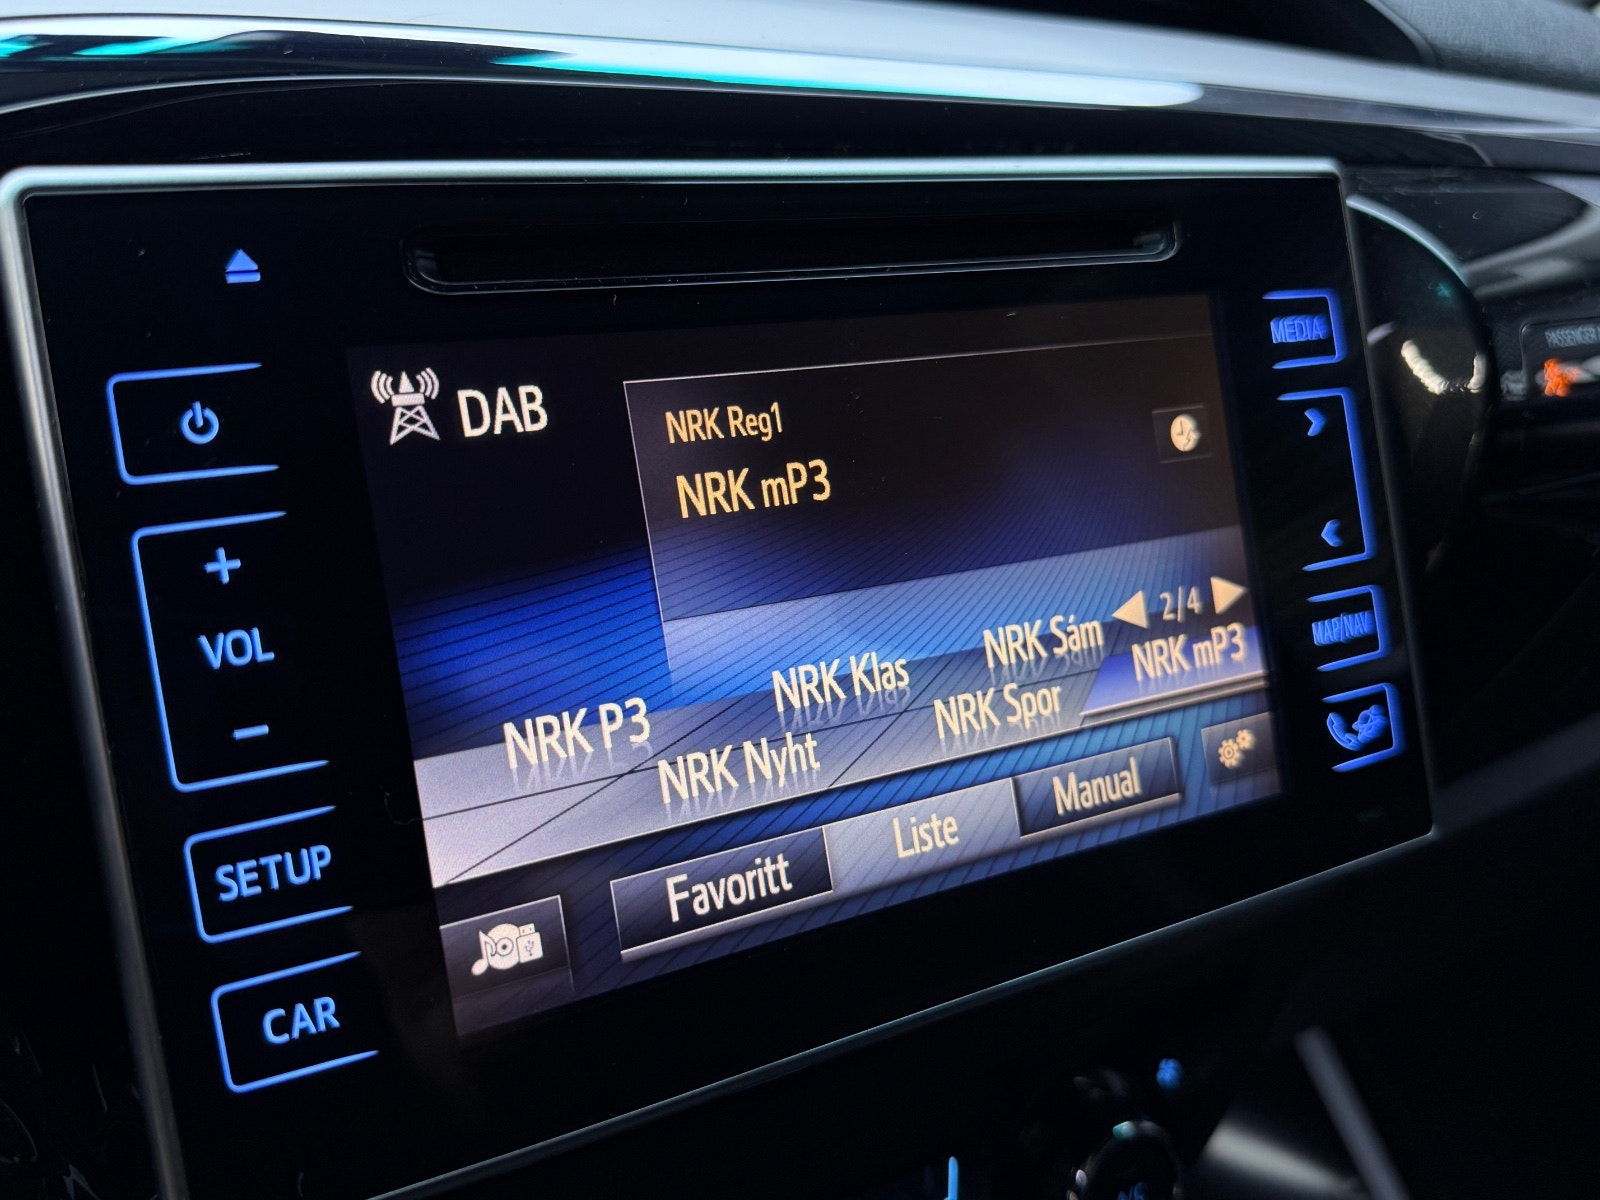 MEDIA
PASSENGER
DAB
NRK Reg1
NRK mP3
VOL
2/4
NRK P3
NRK Klas
NRK Sám
NRK Nyht
NRK Spor
NRK mP3
MAP/NAV
Favoritt
Liste
Manual
SETUP
CAR